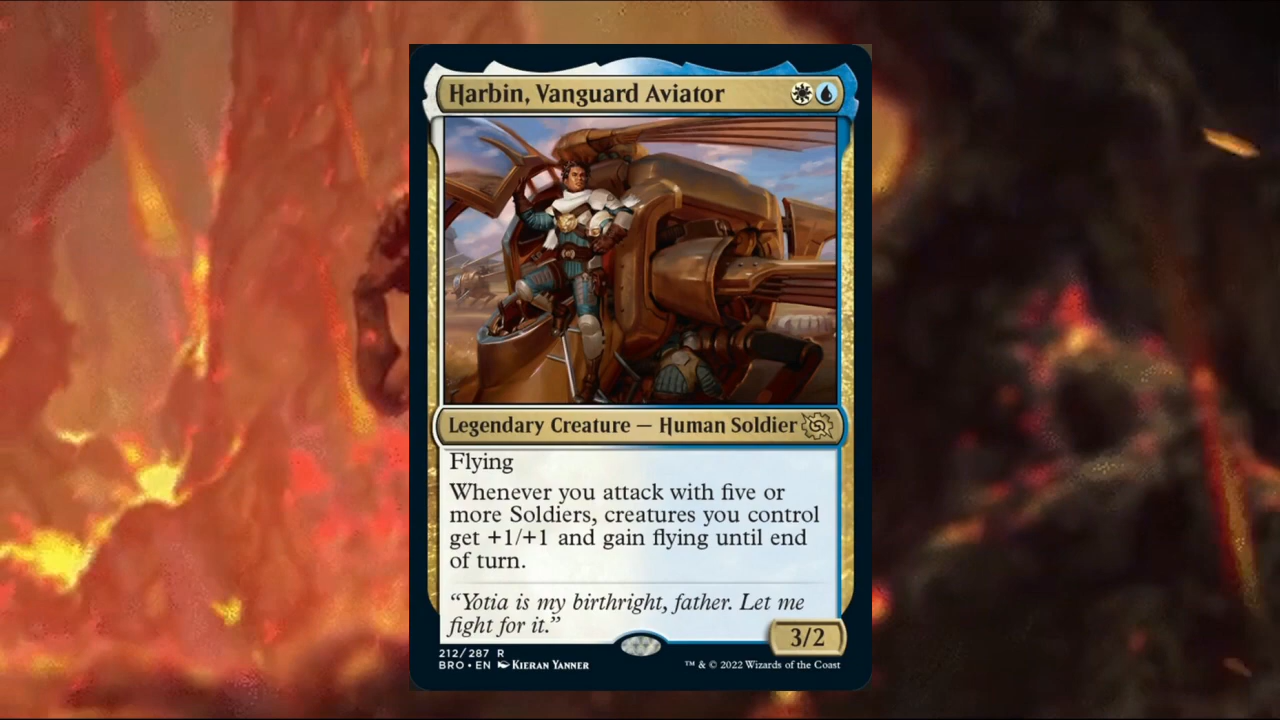 Harbin, Vanguard Aviator
Legendary Creature — Human Soldier
Flying
Whenever you attack with five or
more Soldiers, creatures you control
get +1/+1 and gain flying until end
of turn.
“Yotia is my birthright, father. Let me
fight for it.”
3/2
212/287 R
BRO • EN KIERAN YANNER
™ & © 2022 Wizards of the Coast